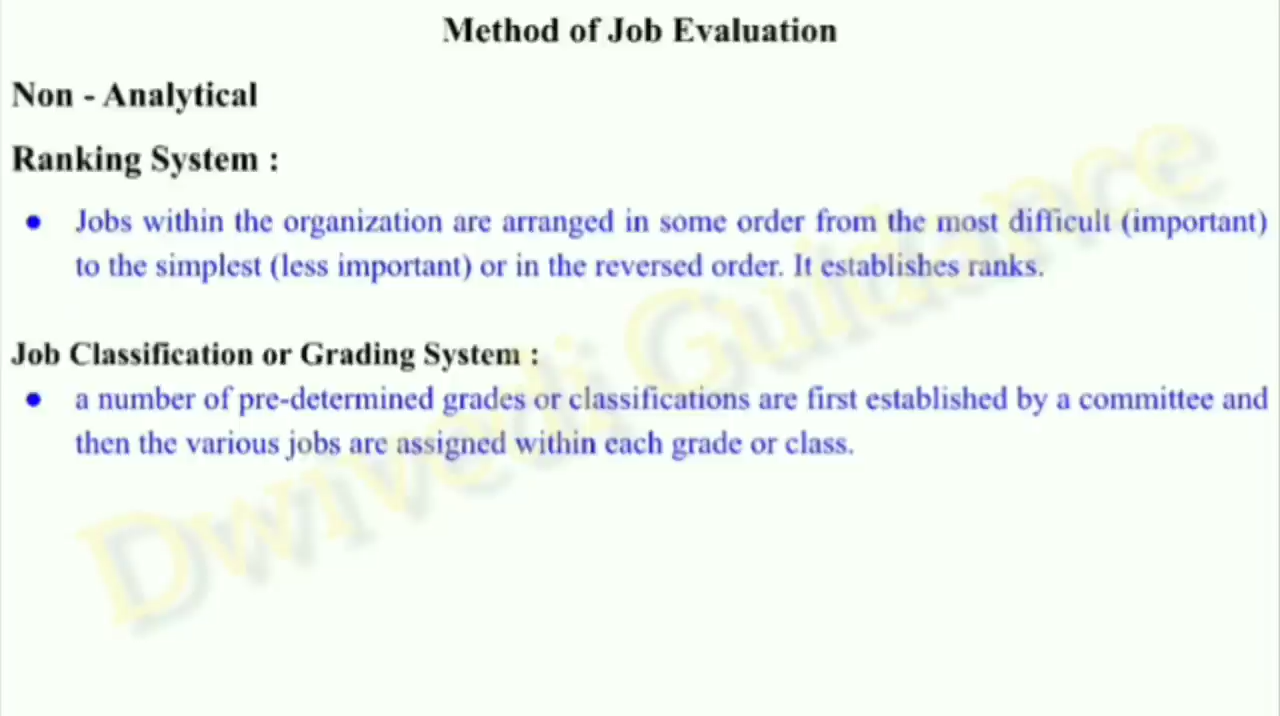 Method of Job Evaluation
Non - Analytical
Ranking System :
● Jobs within the organization are arranged in some order from the most difficult (important)
to the simplest (less important) or in the reversed order. It establishes ranks.
Job Classification or Grading System :
● a number of pre-determined grades or classifications are first established by a committee and
then the various jobs are assigned within each grade or class.
Dwivedi Guidance